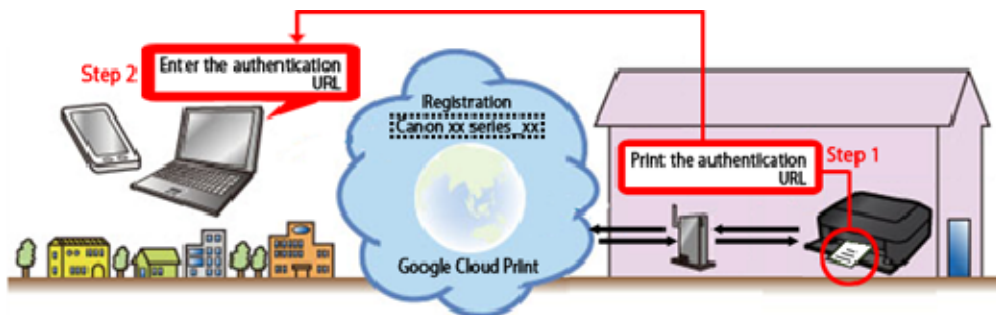 Step 2
Enter the authentication
URL
Registration
Canon xx series_xx
Google Cloud Print
Print the authentication
URL
Step 1